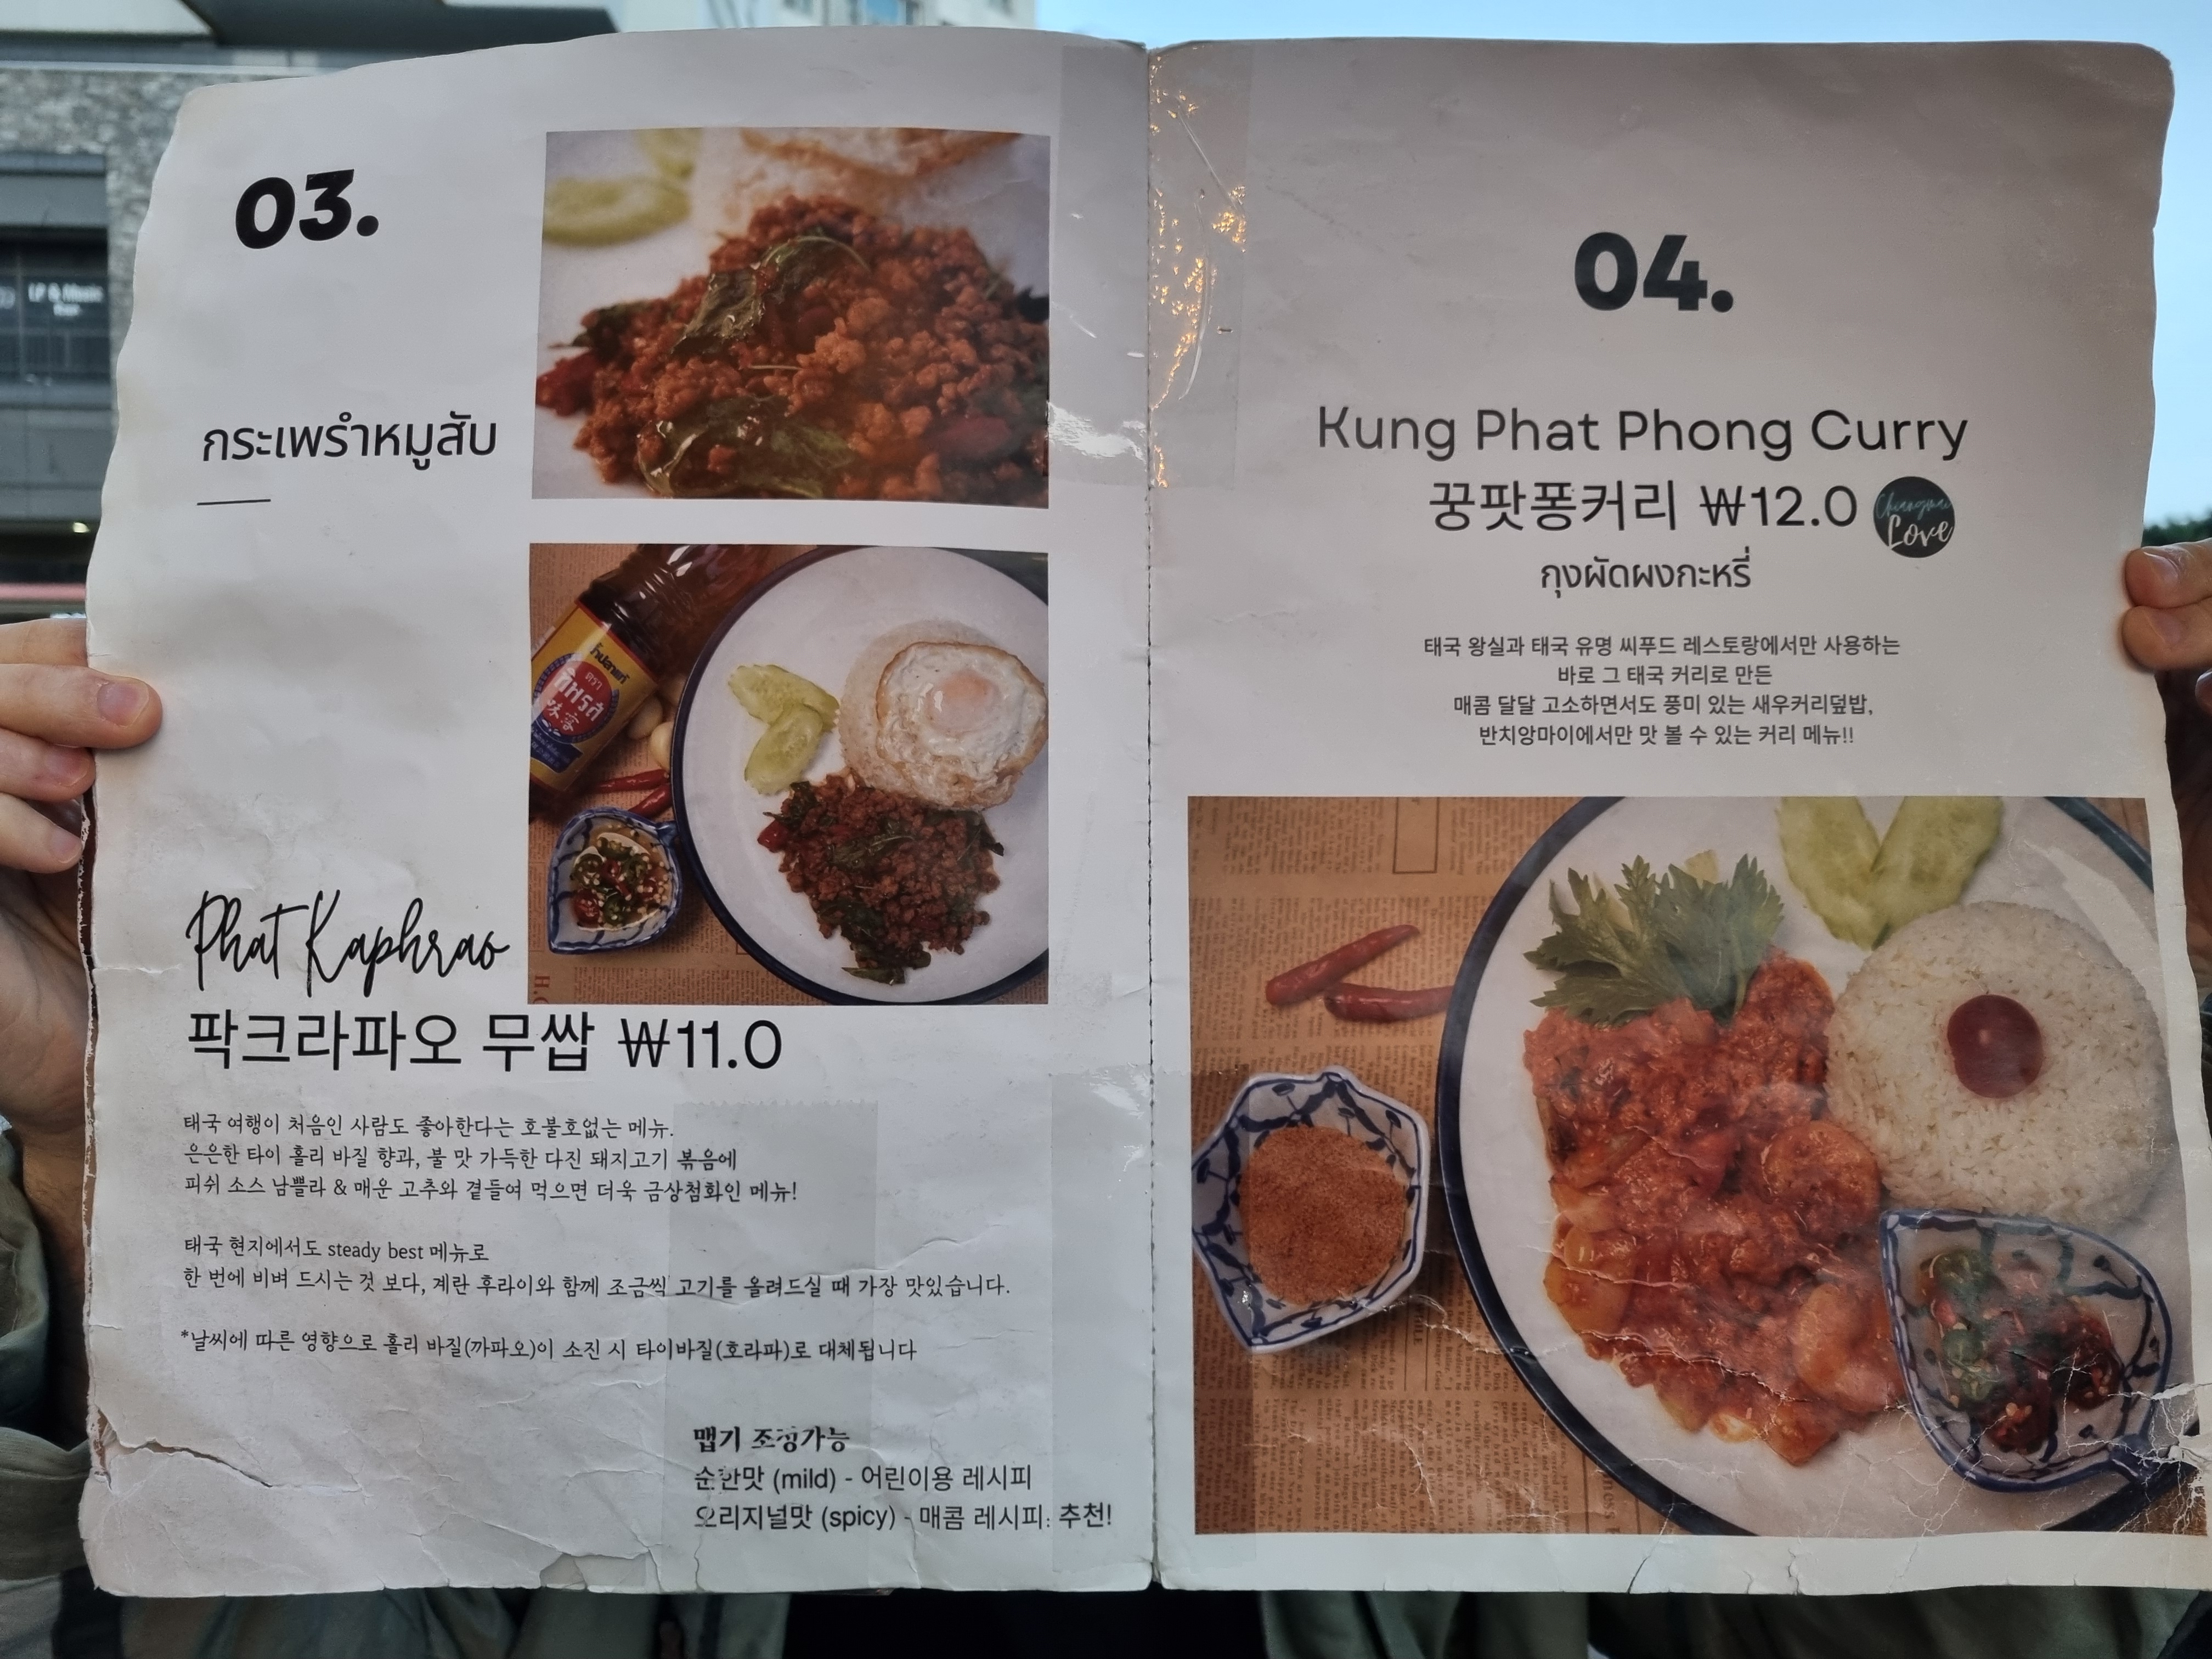 03.
กระเพรำหมูสับ
Phat Kaphrao
팍크라파오 무쌉 ₩11.0
태국 여행이 처음인 사람도 좋아한다는 호불호없는 메뉴.
은은한 타이 홀리 바질 향과, 불 맛 가득한 다진 돼지고기 볶음에
피쉬 소스 남쁠라 & 매운 고추와 곁들여 먹으면 더욱 금상첨화인 메뉴!
태국 현지에서도 steady best 메뉴로
한 번에 비벼 드시는 것 보다, 계란 후라이와 함께 조금씩 고기를 올려드실 때 가장 맛있습니다.
*날씨에 따른 영향으로 홀리 바질(까파오)이 소진 시 타이바질(호라파)로 대체됩니다
맵기 조정가능
순한맛 (mild) - 어린이용 레시피
오리지널맛 (spicy) - 매콤 레시피: 추천!
04.
Kung Phat Phong Curry
꿍팟퐁커리 ₩12.0
Chiangmai
Love
กุงผัดผงกะหรี่
태국 왕실과 태국 유명 씨푸드 레스토랑에서만 사용하는
바로 그 태국 커리로 만든
매콤 달달 고소하면서도 풍미 있는 새우커리덮밥,
반치앙마이에서만 맛 볼 수 있는 커리 메뉴!!
LP & Music
Bar